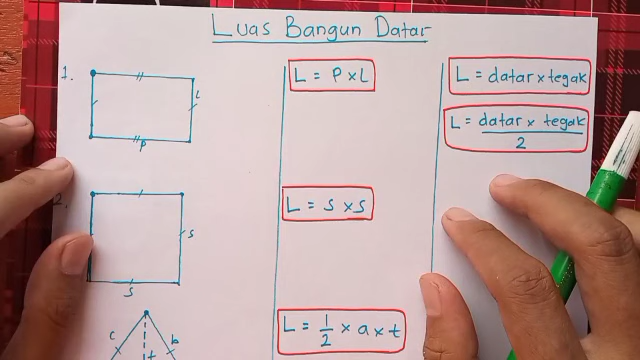 Luas Bangun Datar
1.
L
P
L = P x L
L = datar x tegak
L = datar x tegak
2
2.
s
s
L = s x s
c
t
b
L = 1/2 x a x t